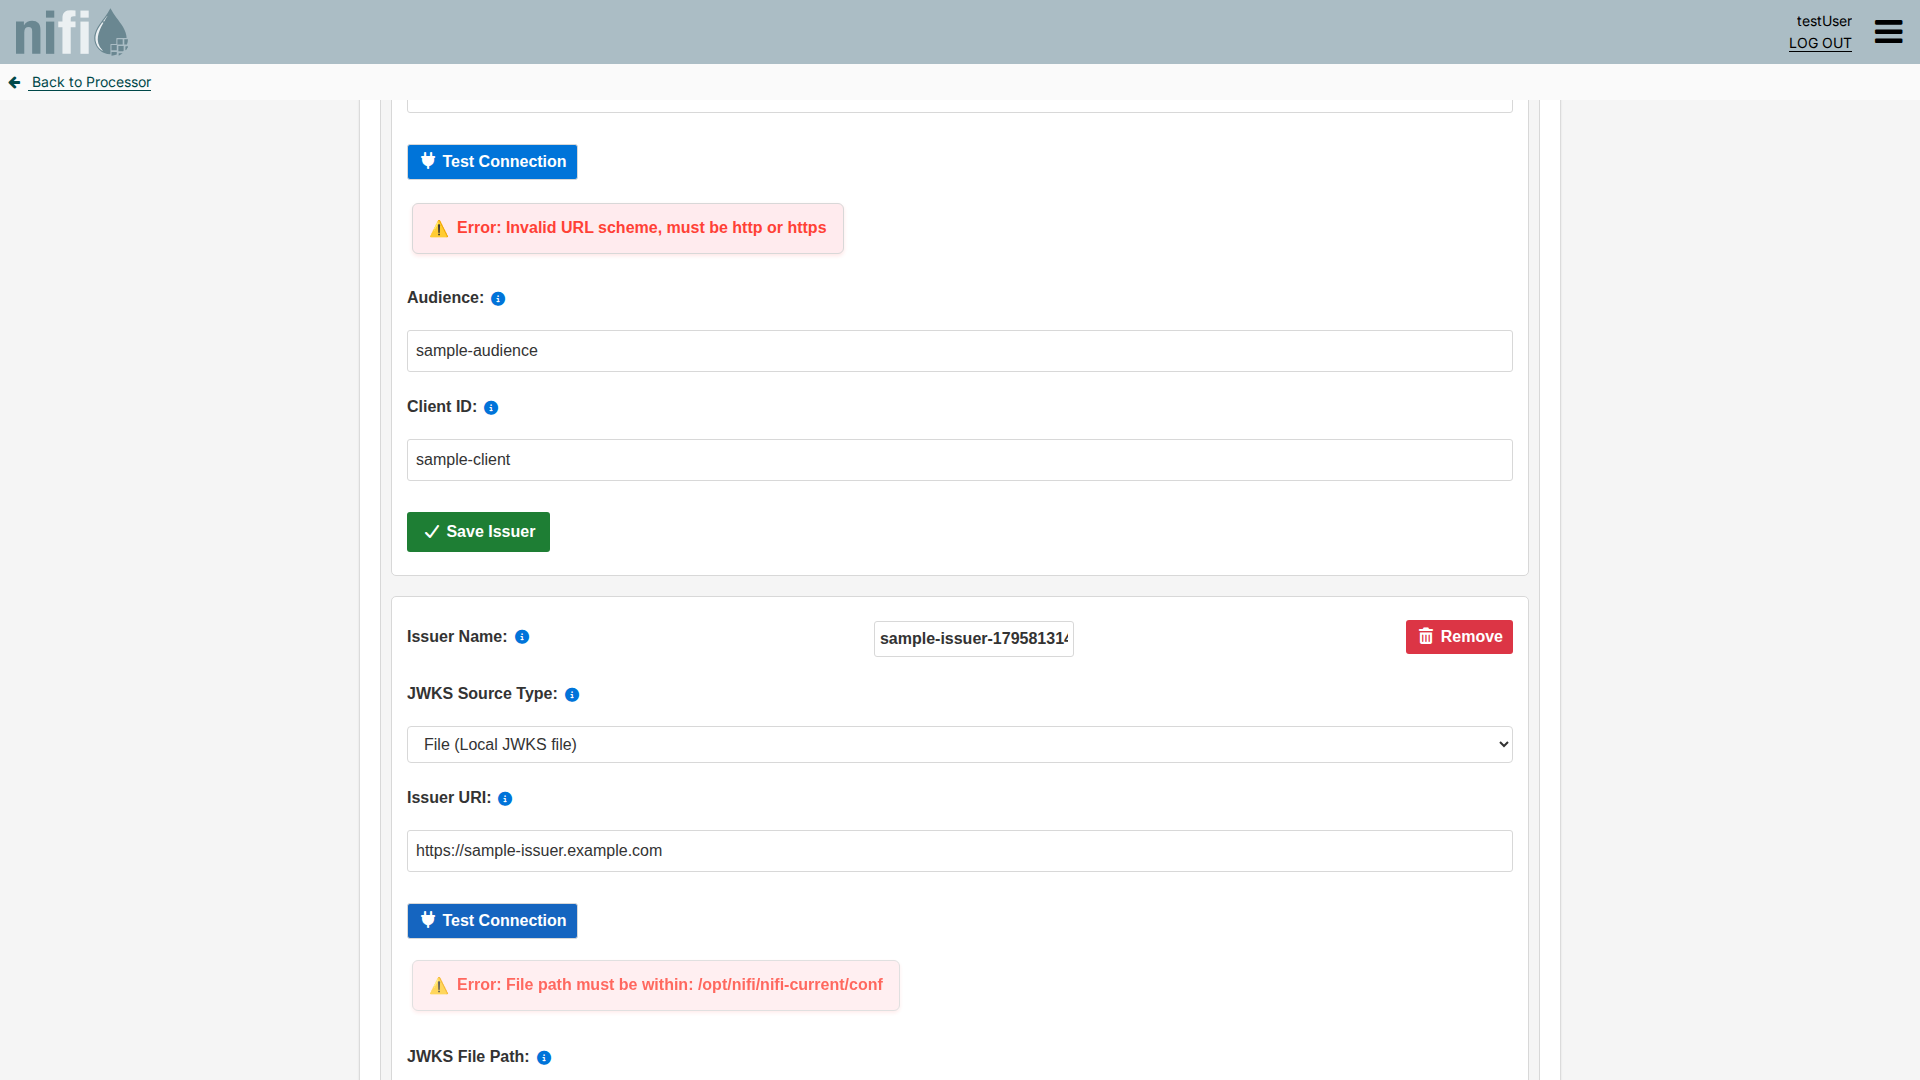 nifi
testUser
LOG OUT
Back to Processor
Test Connection
Error: Invalid URL scheme, must be http or https
Audience:
sample-audience
Client ID:
sample-client
Save Issuer
Issuer Name:
sample-issuer-179581314
Remove
JWKS Source Type:
File (Local JWKS file)
Issuer URI:
https://sample-issuer.example.com
Test Connection
Error: File path must be within: /opt/nifi/nifi-current/conf
JWKS File Path: